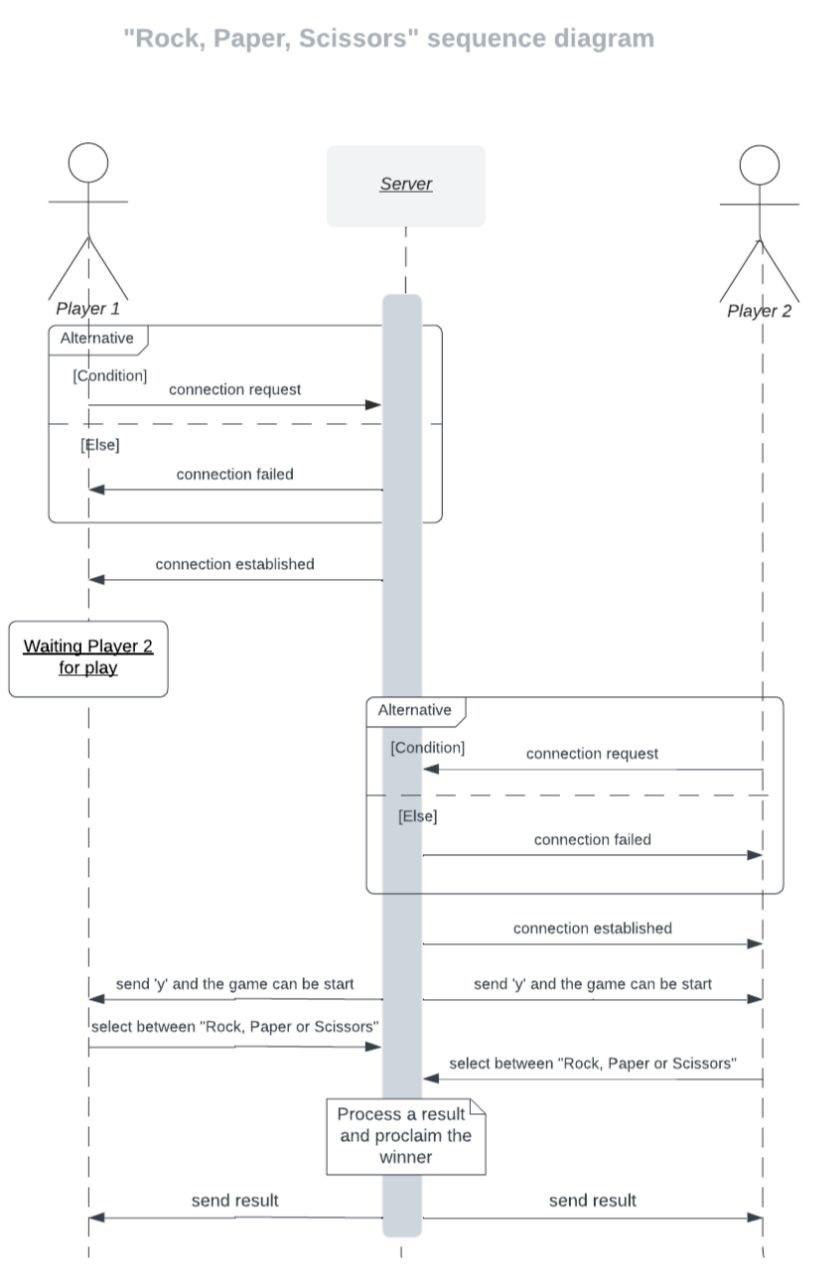 "Rock, Paper, Scissors" sequence diagram
Server
Player 1
Player 2
Alternative
[Condition]
connection request
[Else]
connection failed
connection established
Waiting Player 2
for play
Alternative
[Condition]
connection request
[Else]
connection failed
connection established
send 'y' and the game can be start
send 'y' and the game can be start
select between "Rock, Paper or Scissors"
select between "Rock, Paper or Scissors"
Process a result
and proclaim the
winner
send result
send result